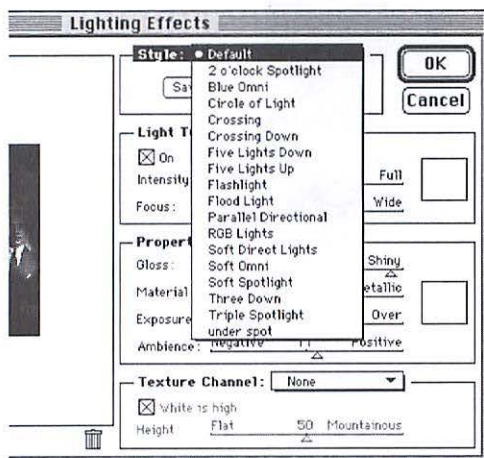 Lighting Effects
Style: Default
2 o'clock Spotlight
Blue Omni
Circle of Light
Crossing
Crossing Down
Five Lights Down
Five Lights Up
Flashlight
Flood Light
Parallel Directional
RGB Lights
Soft Direct Lights
Soft Omni
Soft Spotlight
Three Down
Triple Spotlight
under spot
OK
Cancel
Sa
Light T
On
Intensity: Full
Focus: Wide
Propert
Gloss: Shiny
Material etallic
Exposure Over
Ambience: Negative 11 Positive
Texture Channel: None
White is high
Height Flat 50 Mountainous